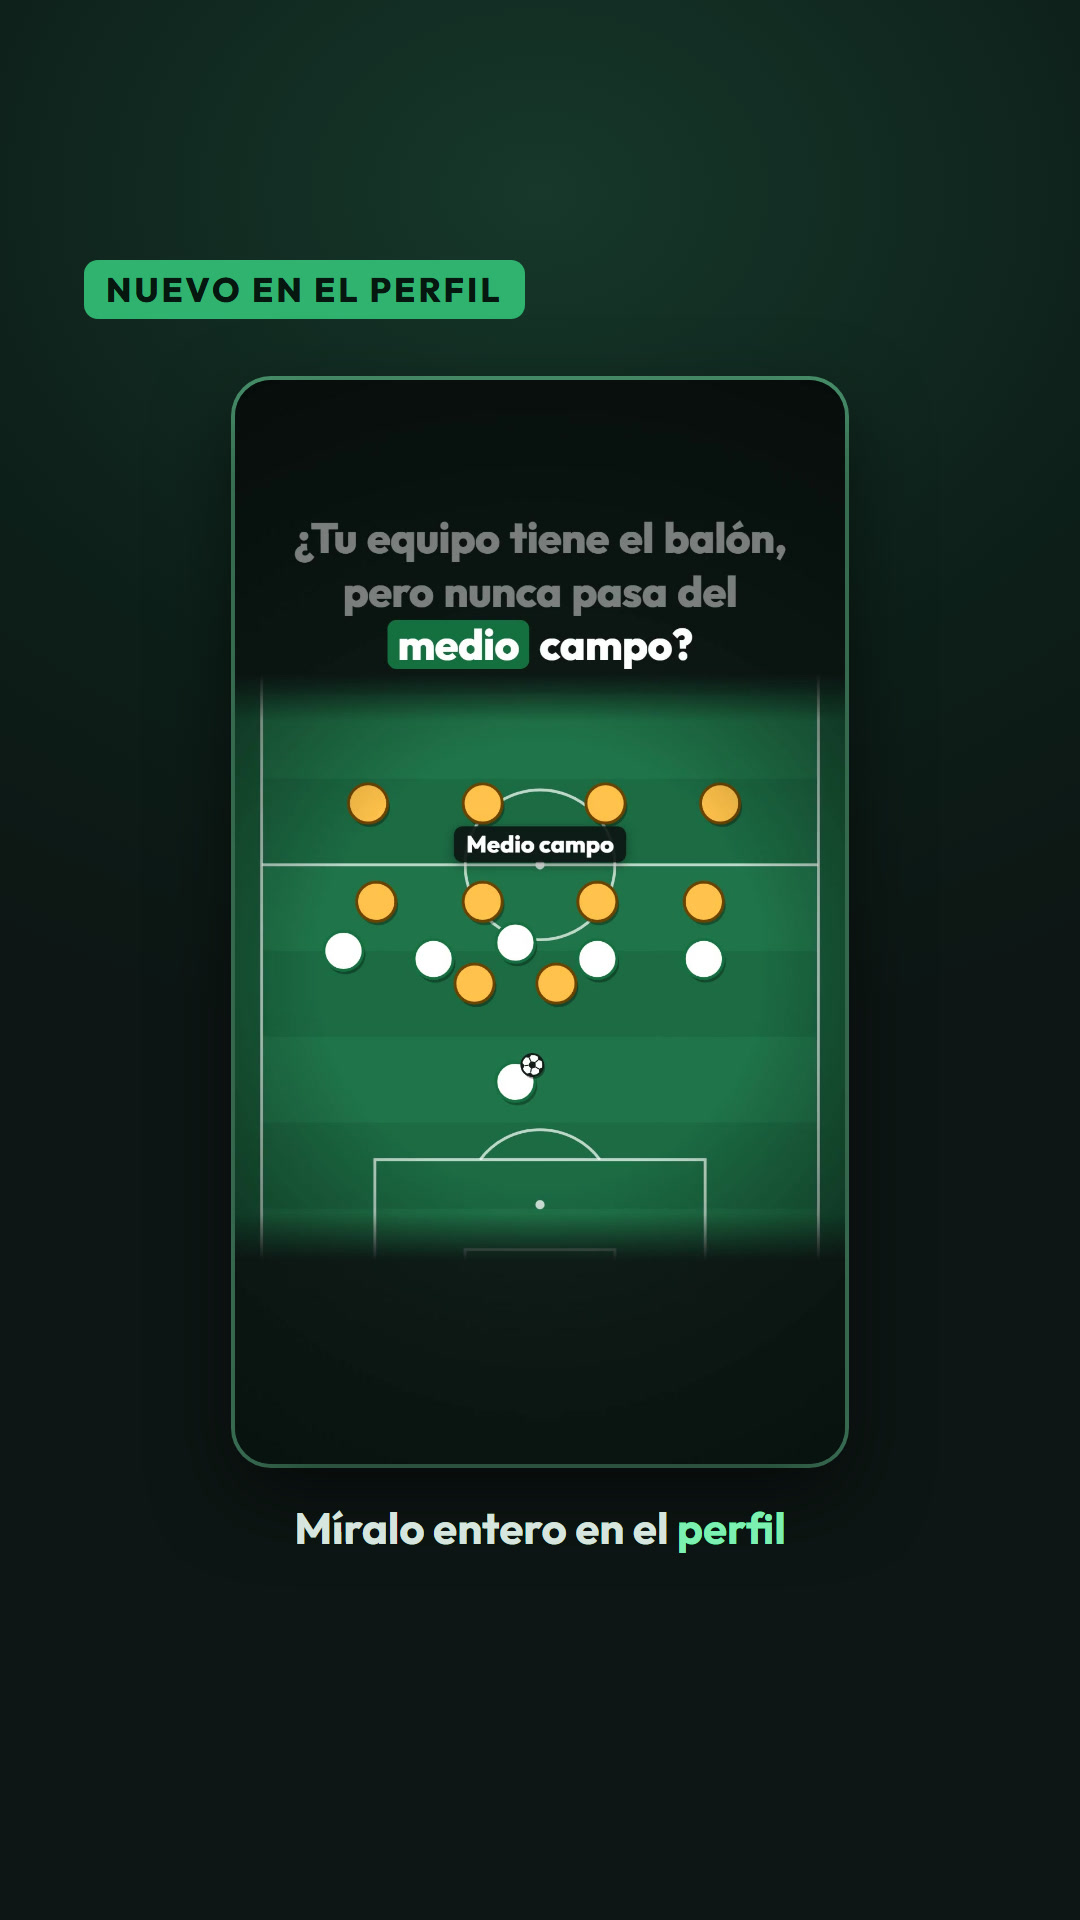 NUEVO EN EL PERFIL
¿Tu equipo tiene el balón,
pero nunca pasa del
medio campo?
Medio campo
Míralo entero en el perfil